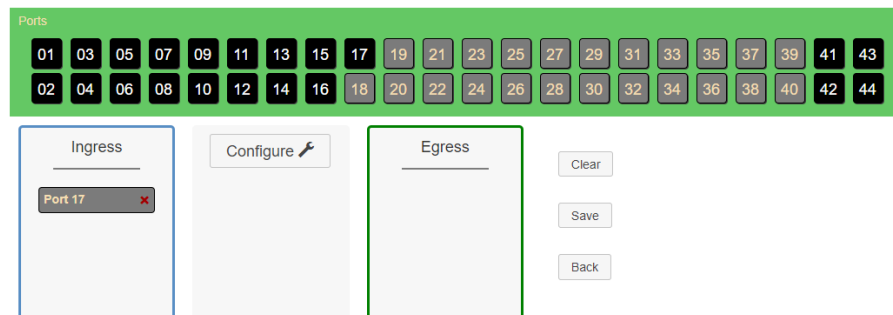 Ports
01 03 05 07 09 11 13 15 17 19 21 23 25 27 29 31 33 35 37 39 41 43
02 04 06 08 10 12 14 16 18 20 22 24 26 28 30 32 34 36 38 40 42 44
Ingress
Port 17
Configure
Egress
Clear
Save
Back